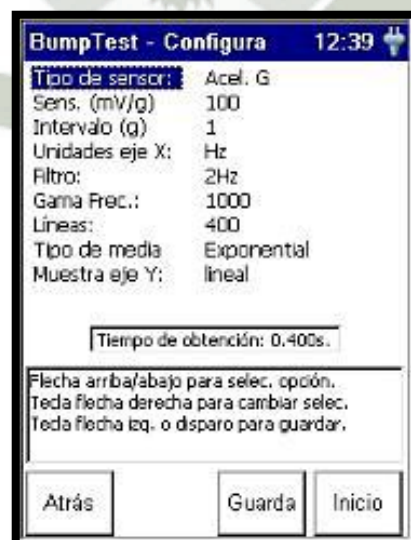 BumpTest - Configura 12:39
Tipo de sensor: Acel. G
Sens. (mV/g) 100
Intervalo (g) 1
Unidades eje X: Hz
Filtro: 2Hz
Gama Frec.: 1000
Líneas: 400
Tipo de media Exponential
Muestra eje Y: lineal
Tiempo de obtención: 0.400s.
Flecha arriba/abajo para selec. opción.
Tecla flecha derecha para cambiar selec.
Tecla flecha izq. o disparo para guardar.
Atrás Guarda Inicio